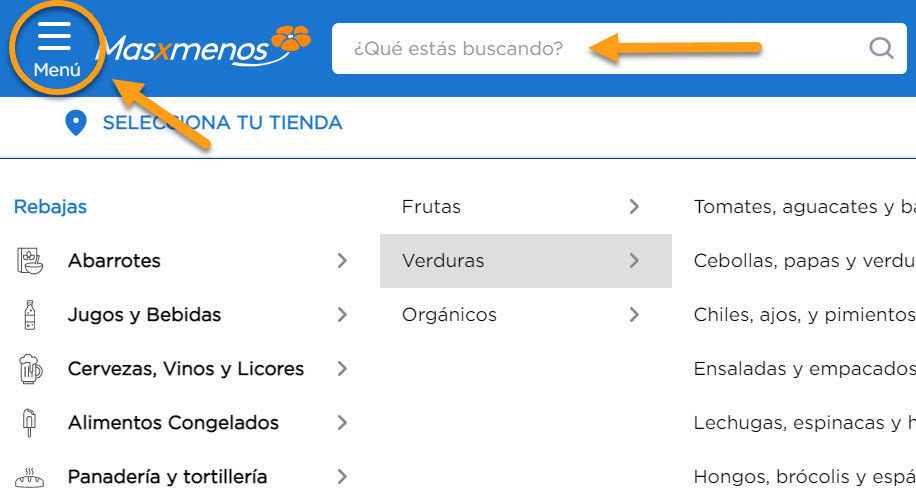 Menú
Masxmenos
¿Qué estás buscando?
SELECCIONA TU TIENDA
Rebajas
Abarrotes
Jugos y Bebidas
Cervezas, Vinos y Licores
Alimentos Congelados
Panadería y tortillería
Frutas
Verduras
Orgánicos
Tomates, aguacates y ba
Cebollas, papas y verdu
Chiles, ajos, y pimientos
Ensaladas y empacados
Lechugas, espinacas y h
Hongos, brócolis y espá